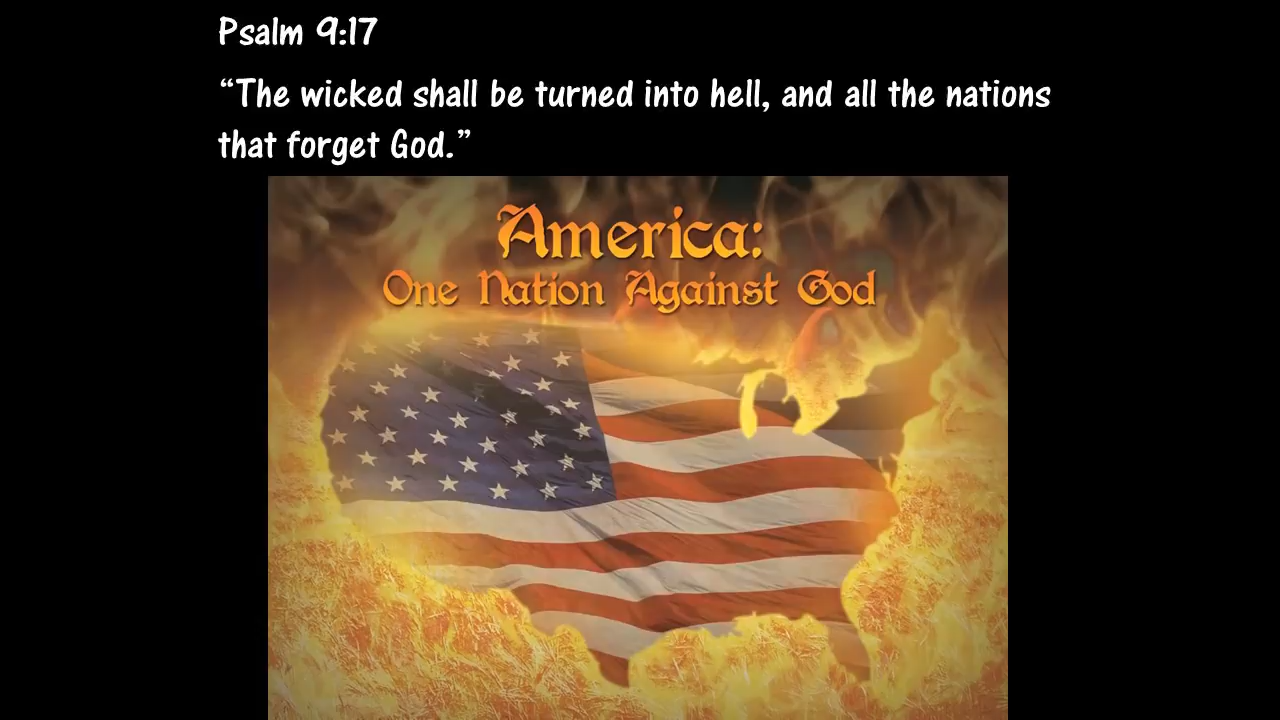 Psalm 9:17
“The wicked shall be turned into hell, and all the nations
that forget God.”
America:
One Nation Against God